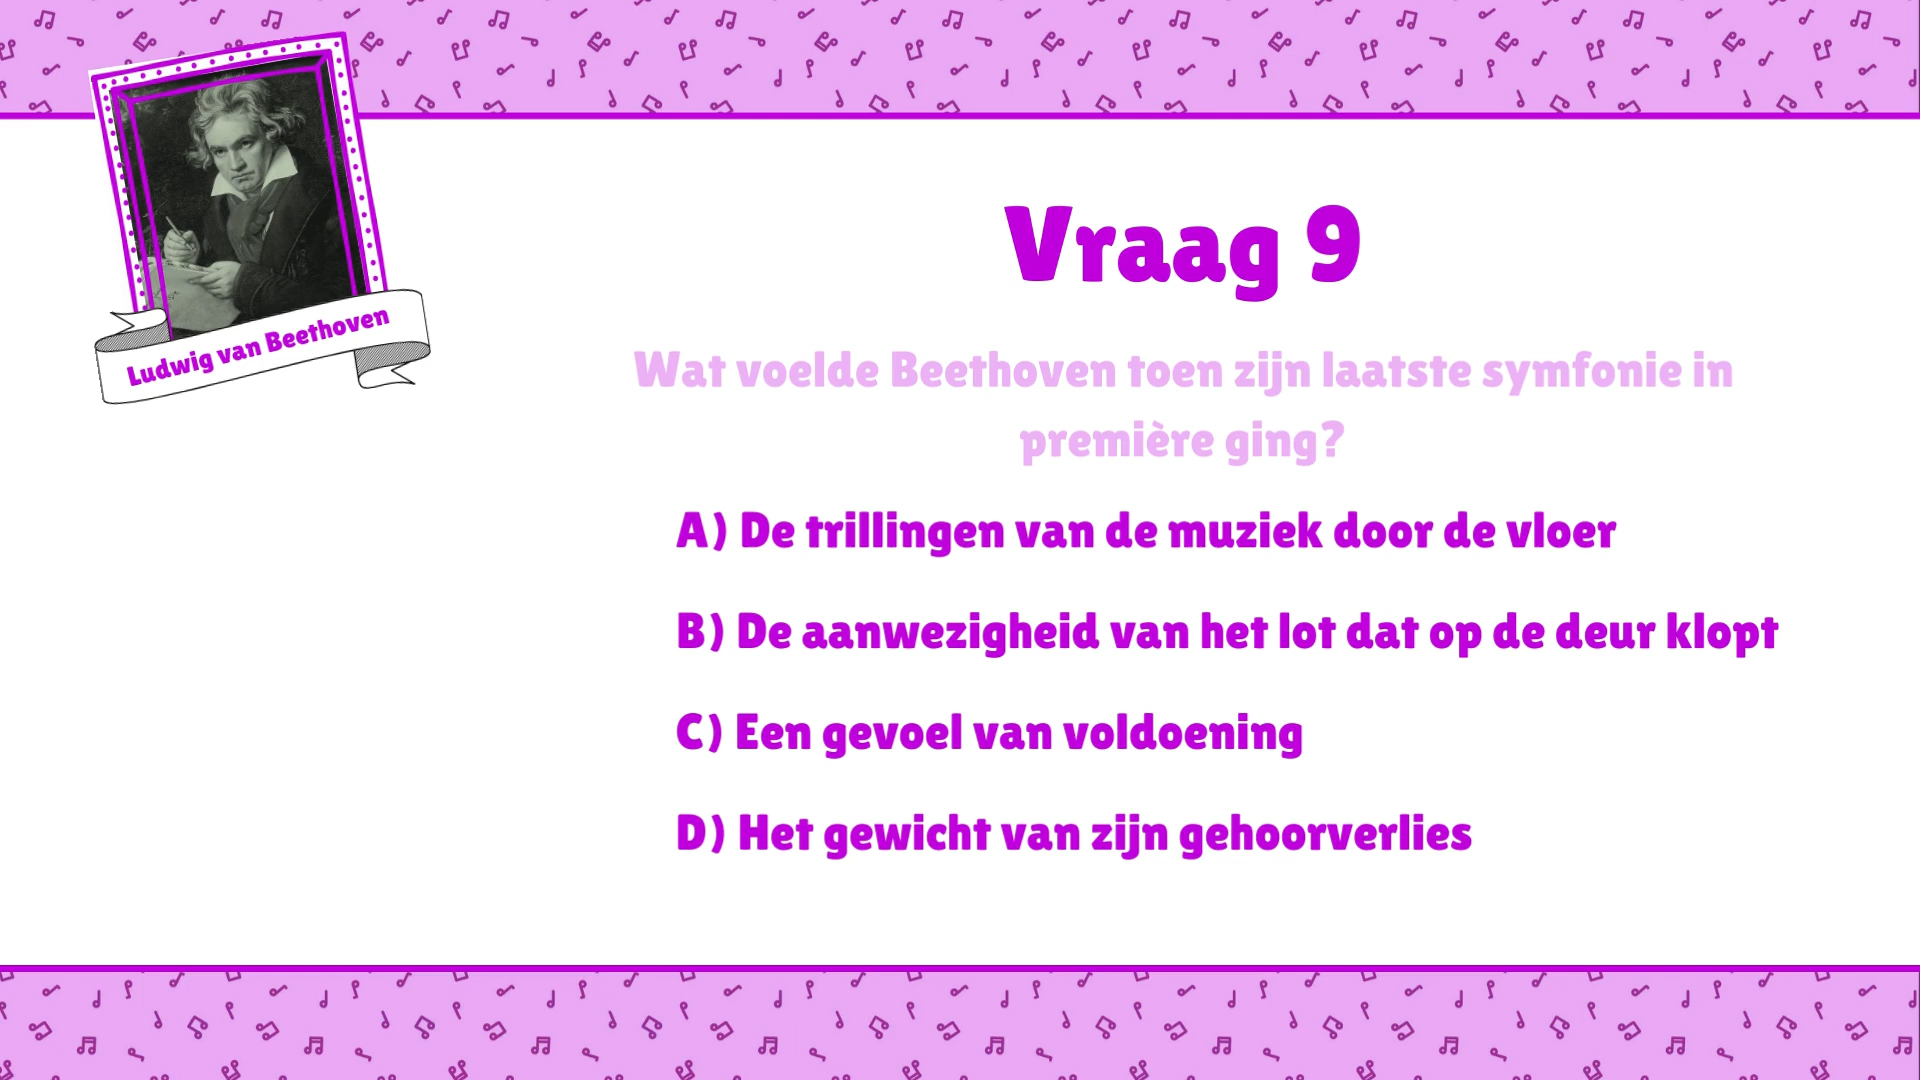 Ludwig van Beethoven
Vraag 9
Wat voelde Beethoven toen zijn laatste symfonie in
première ging?
A) De trillingen van de muziek door de vloer
B) De aanwezigheid van het lot dat op de deur klopt
C) Een gevoel van voldoening
D) Het gewicht van zijn gehoorverlies